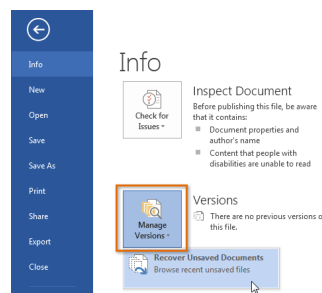 Info
New
Open
Save
Save As
Print
Share
Export
Close
Info
Check for
Issues
Inspect Document
Before publishing this file, be aware
that it contains:
Document properties and
author's name
Content that people with
disabilities are unable to read
Manage
Versions
Versions
There are no previous versions o
this file.
Recover Unsaved Documents
Browse recent unsaved files